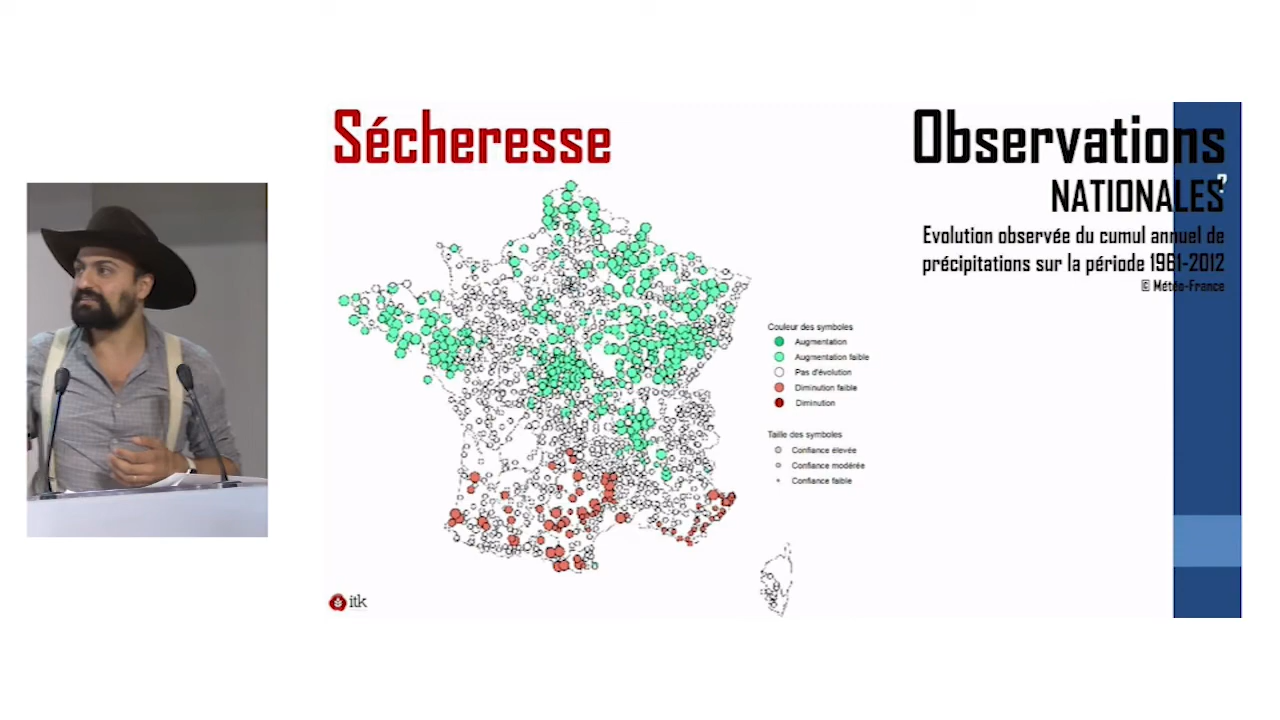 Sécheresse
Observations
NATIONALES
?
Evolution observée du cumul annuel de
précipitations sur la période 1981-2012
© Météo-France
Couleur des symboles
Augmentation
Augmentation faible
Pas d'évolution
Diminution faible
Diminution
Taille des symboles
Confiance élevée
Confiance modérée
Confiance faible
itk